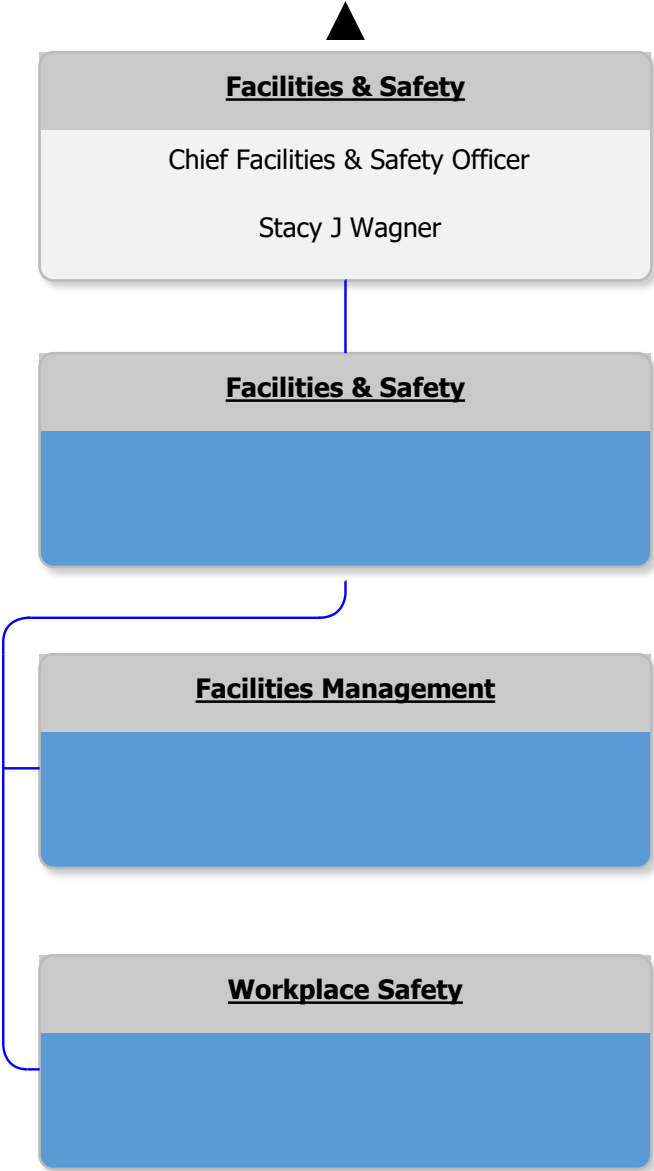 Facilities & Safety
Chief Facilities & Safety Officer
Stacy J Wagner
Facilities & Safety
Facilities Management
Workplace Safety